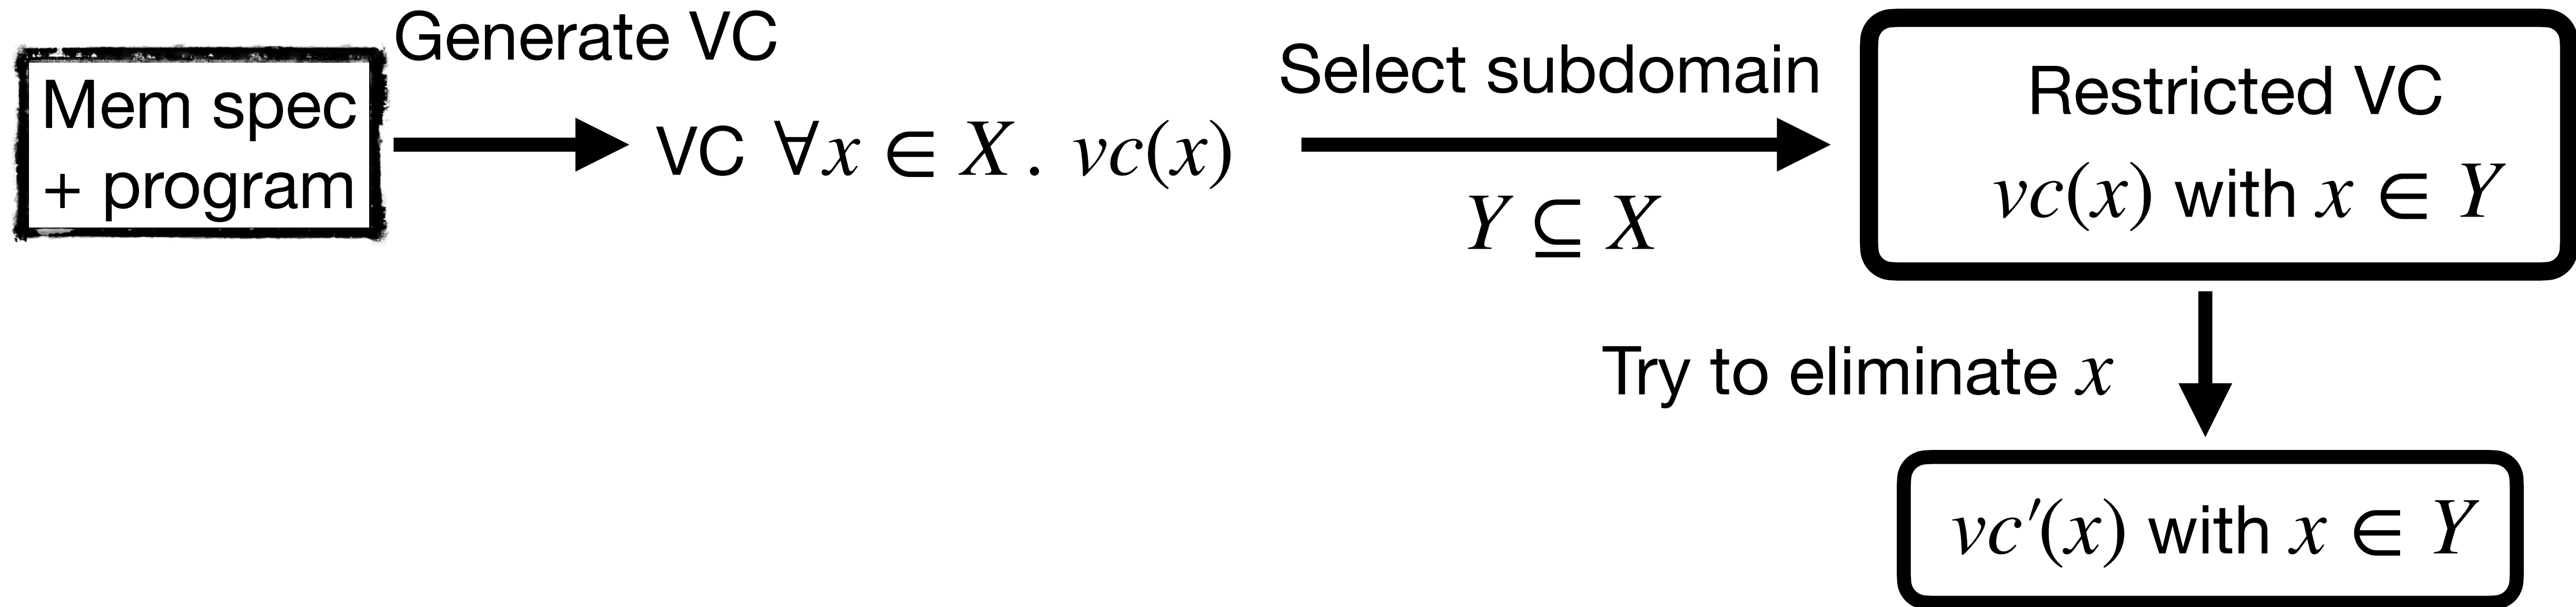 Generate VC
Mem spec
+ program
VC ∀x ∈ X . vc(x)
Select subdomain
Y ⊆ X
Restricted VC
vc(x) with x ∈ Y
Try to eliminate x
vc′(x) with x ∈ Y